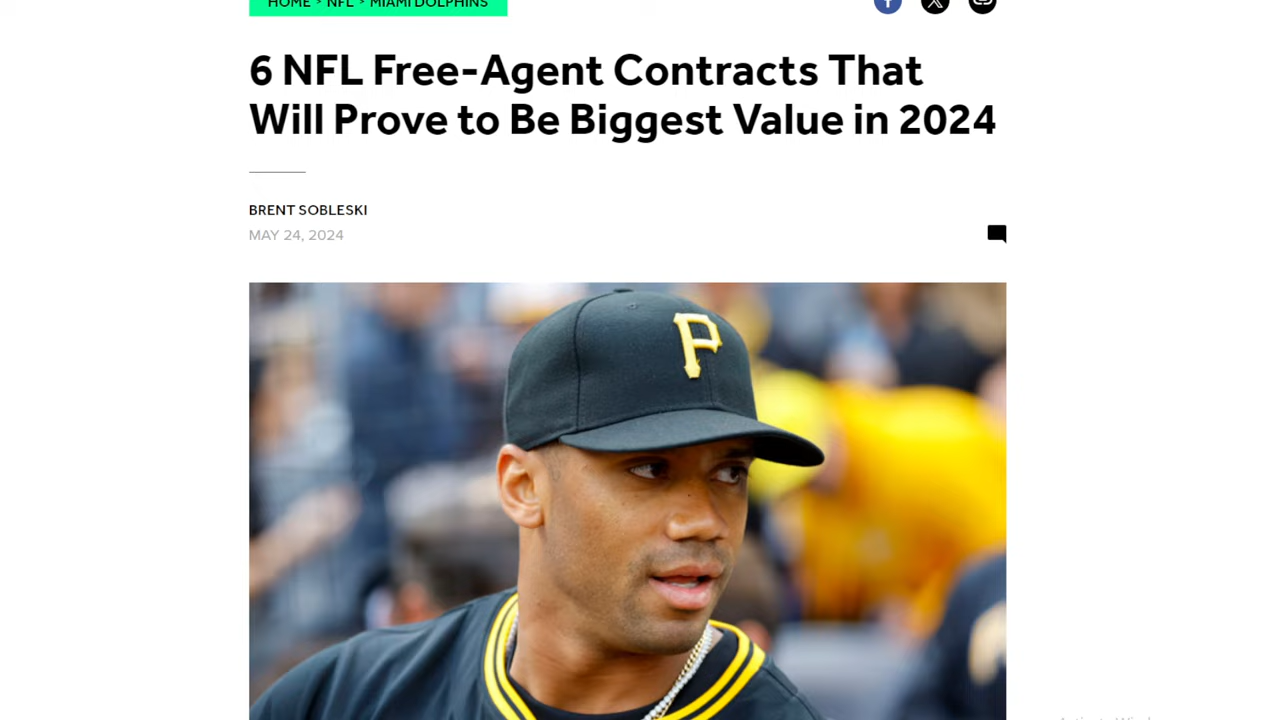 HOME > NFL > MIAMI DOLPHINS
6 NFL Free-Agent Contracts That
Will Prove to Be Biggest Value in 2024
BRENT SOBLESKI
MAY 24, 2024
P